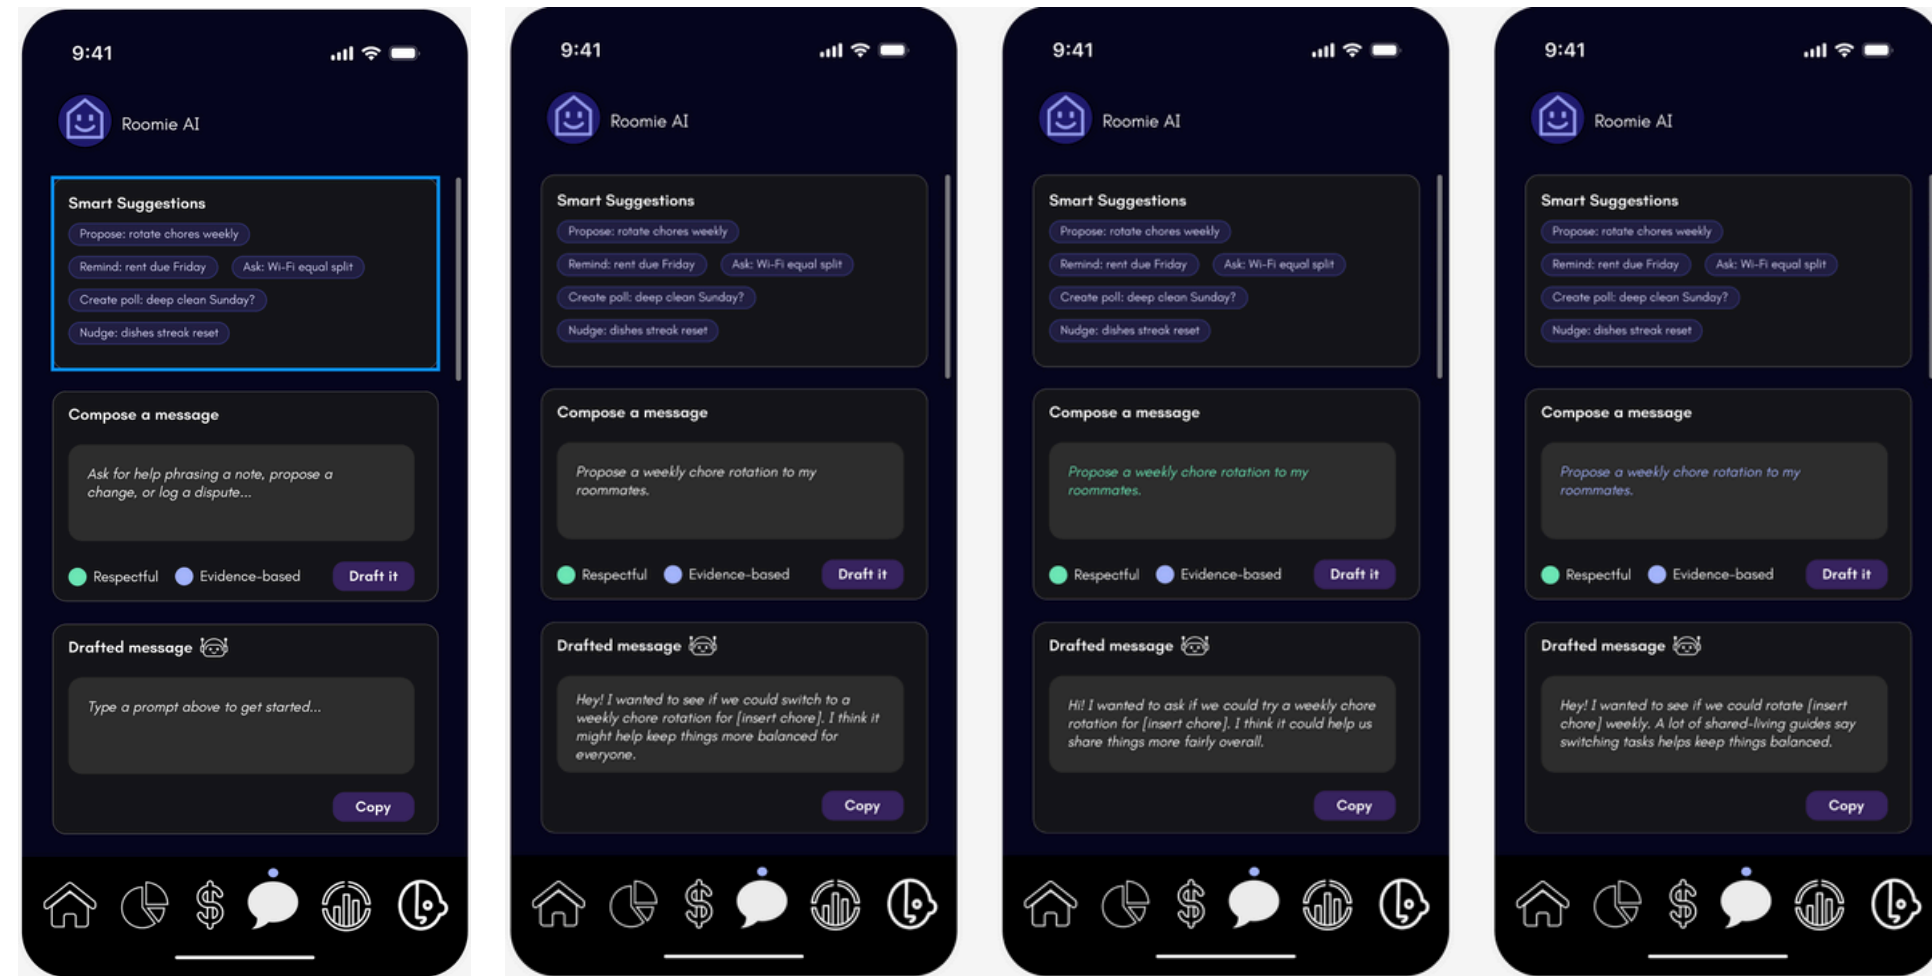 9:41
Roomie AI
Smart Suggestions
Propose: rotate chores weekly
Remind: rent due Friday
Ask: Wi-Fi equal split
Create poll: deep clean Sunday?
Nudge: dishes streak reset
Compose a message
Ask for help phrasing a note, propose a
change, or log a dispute...
Respectful
Evidence-based
Draft it
Drafted message
Type a prompt above to get started...
Copy
9:41
Roomie AI
Smart Suggestions
Propose: rotate chores weekly
Remind: rent due Friday
Ask: Wi-Fi equal split
Create poll: deep clean Sunday?
Nudge: dishes streak reset
Compose a message
Propose a weekly chore rotation to my
roommates.
Respectful
Evidence-based
Draft it
Drafted message
Hey! I wanted to see if we could switch to a
weekly chore rotation for [insert chore]. I think it
might help keep things more balanced for
everyone.
Copy
9:41
Roomie AI
Smart Suggestions
Propose: rotate chores weekly
Remind: rent due Friday
Ask: Wi-Fi equal split
Create poll: deep clean Sunday?
Nudge: dishes streak reset
Compose a message
Propose a weekly chore rotation to my
roommates.
Respectful
Evidence-based
Draft it
Drafted message
Hi! I wanted to ask if we could try a weekly chore
rotation for [insert chore]. I think it could help us
share things more fairly overall.
Copy
9:41
Roomie AI
Smart Suggestions
Propose: rotate chores weekly
Remind: rent due Friday
Ask: Wi-Fi equal split
Create poll: deep clean Sunday?
Nudge: dishes streak reset
Compose a message
Propose a weekly chore rotation to my
roommates.
Respectful
Evidence-based
Draft it
Drafted message
Hey! I wanted to see if we could rotate [insert
chore] weekly. A lot of shared-living guides say
switching tasks helps keep things balanced.
Copy